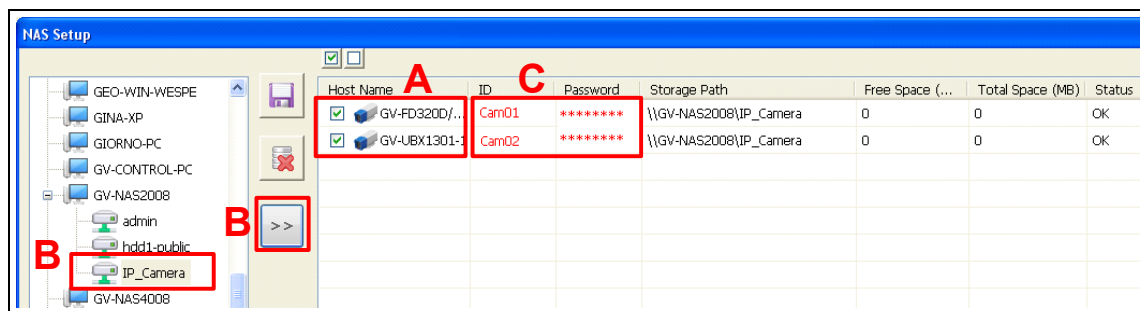 NAS Setup
GEO-WIN-WESPE
GINA-XP
GIORNO-PC
GV-CONTROL-PC
GV-NAS2008
admin
hdd1-public
IP_Camera
GV-NAS4008
B
B
>>
A
C
Host Name ID Password Storage Path Free Space (... Total Space (MB) Status
GV-FD320D/... Cam01 ******** \\GV-NAS2008\IP_Camera 0 0 OK
GV-UBX1301-1 Cam02 ******** \\GV-NAS2008\IP_Camera 0 0 OK